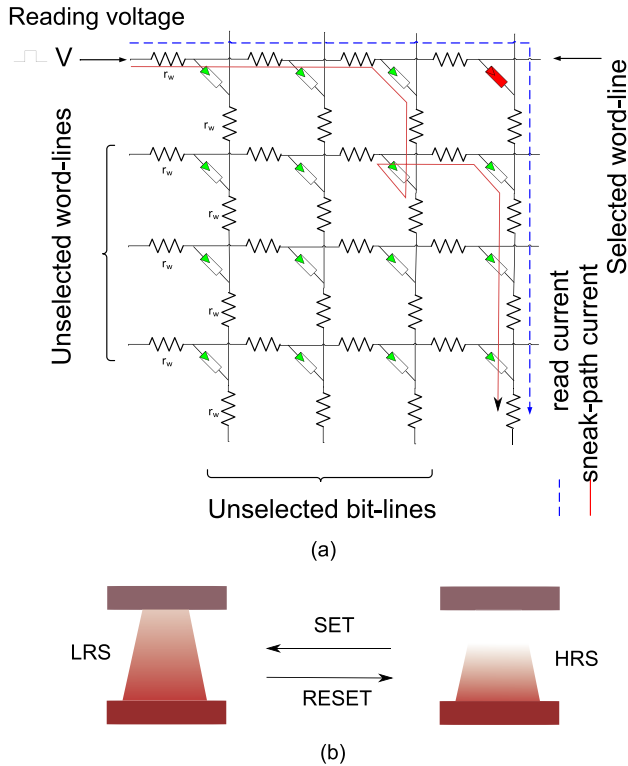 Reading voltage
V
r_w
r_w
r_w
r_w
r_w
r_w
r_w
r_w
Unselected word-lines
Selected word-line
read current
sneak-path current
Unselected bit-lines
(a)
LRS
SET
RESET
HRS
(b)